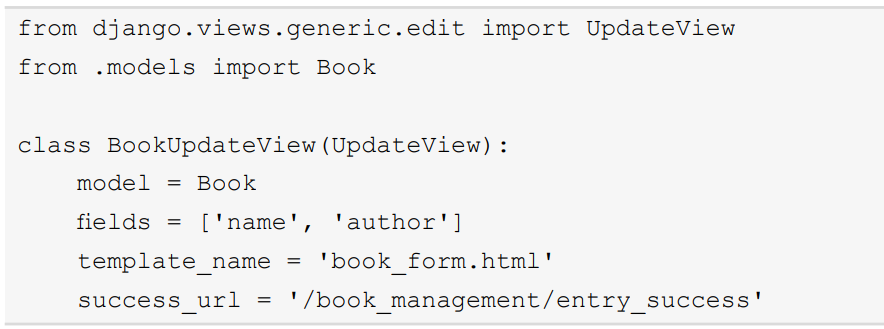 from django.views.generic.edit import UpdateView
from .models import Book
class BookUpdateView(UpdateView):
    model = Book
    fields = ['name', 'author']
    template_name = 'book_form.html'
    success_url = '/book_management/entry_success'